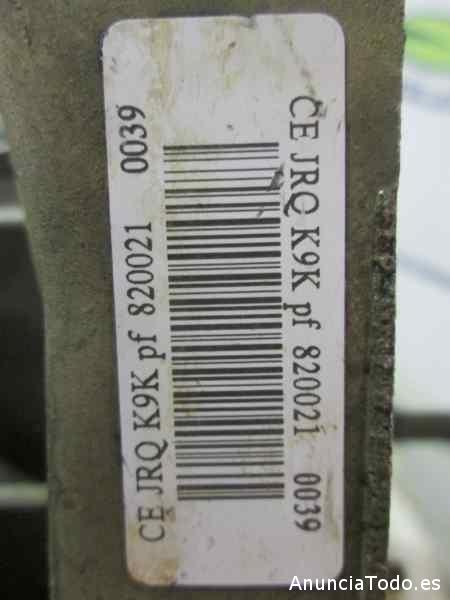 CE JRQ K9K pf 820021 0039
CE JRQ K9K pf 820021 0039
AnunciaTodo.es